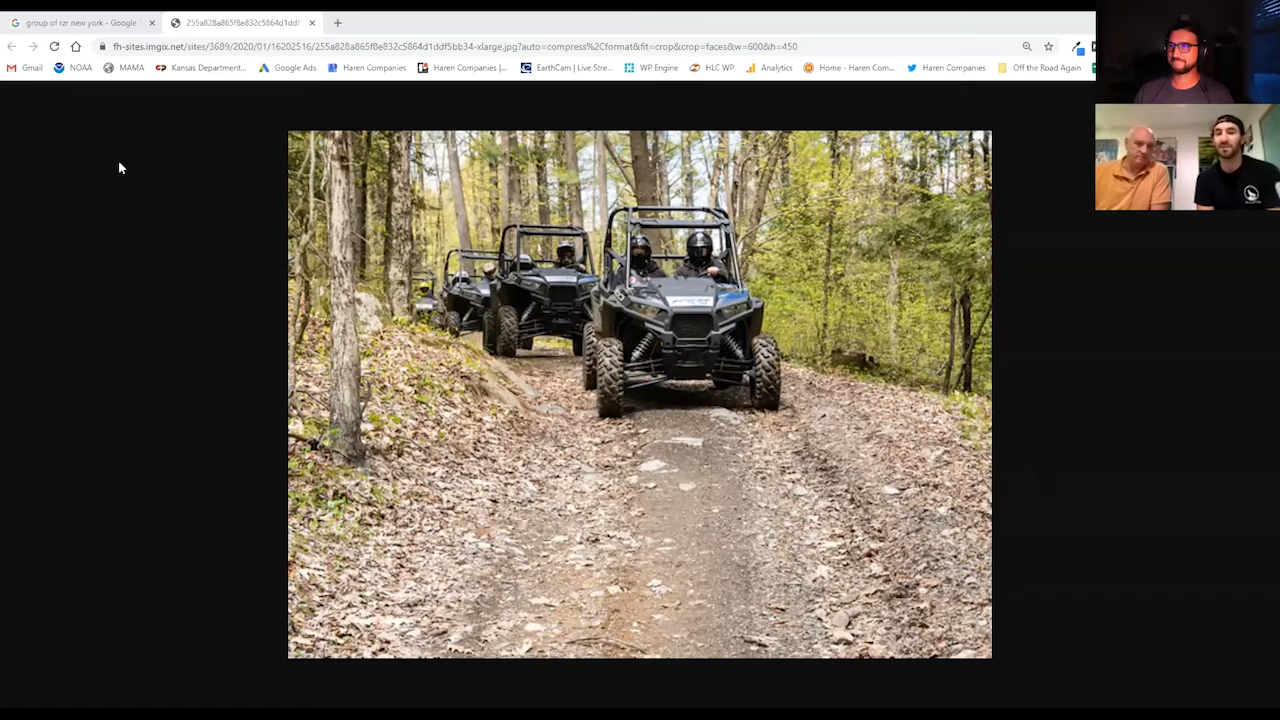 group of rzr new york - Google
255a828a865f8e832c5864d1dd5
fh-sites.imgix.net/sites/3689/2020/01/16202516/255a828a865f8e832c5864d1ddf5bb34-xlarge.jpg?auto=compress%2Cformat&fit=crop&crop=faces&w=600&h=450
Gmail NOAA MAMA Kansas Department... Google Ads Haren Companies Haren Companies |... EarthCam | Live Stre... WP Engine HLC WP Analytics Home - Haren Com... Haren Companies Off the Road Again